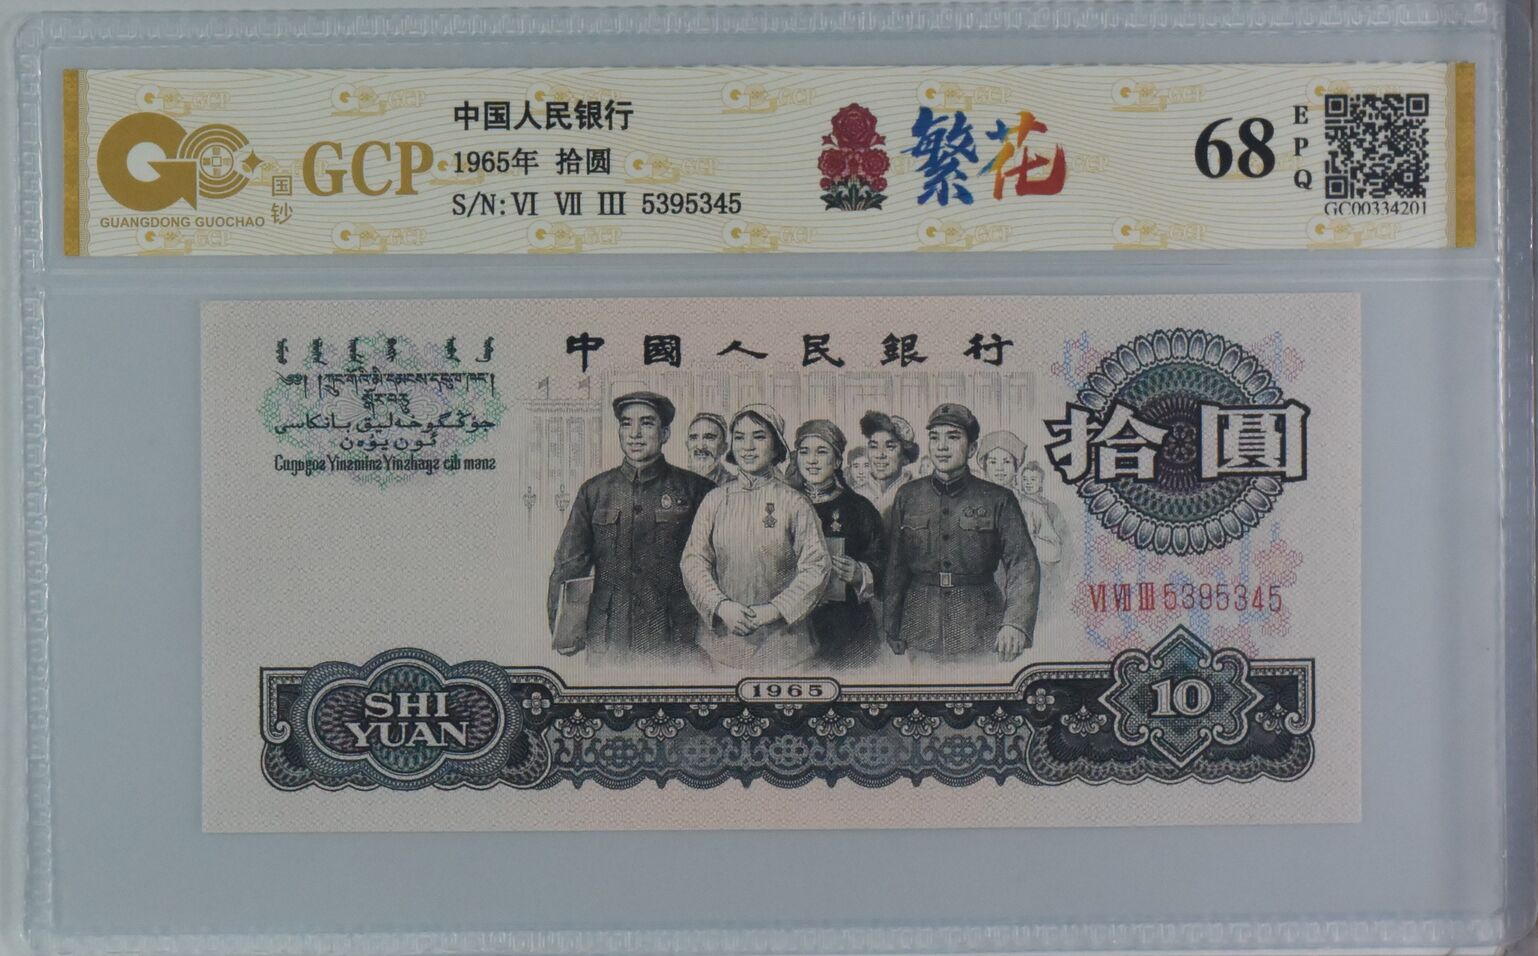 GCP
国钞
GUANGDONG GUOCHAO
中国人民银行
1965年 拾圆
S/N: Ⅵ Ⅶ Ⅲ 5395345
繁花
68
EPQ
GC00334201
中國人民銀行
拾圓
Ⅵ Ⅶ Ⅲ 5395345
1965
SHI
YUAN
10